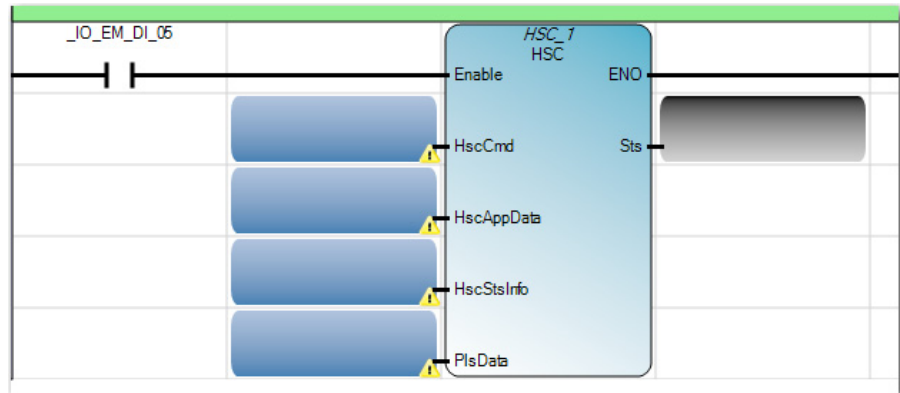 _IO_EM_DI_05
HSC_1
HSC
Enable
ENO
HscCmd
Sts
HscAppData
HscStsInfo
PlsData